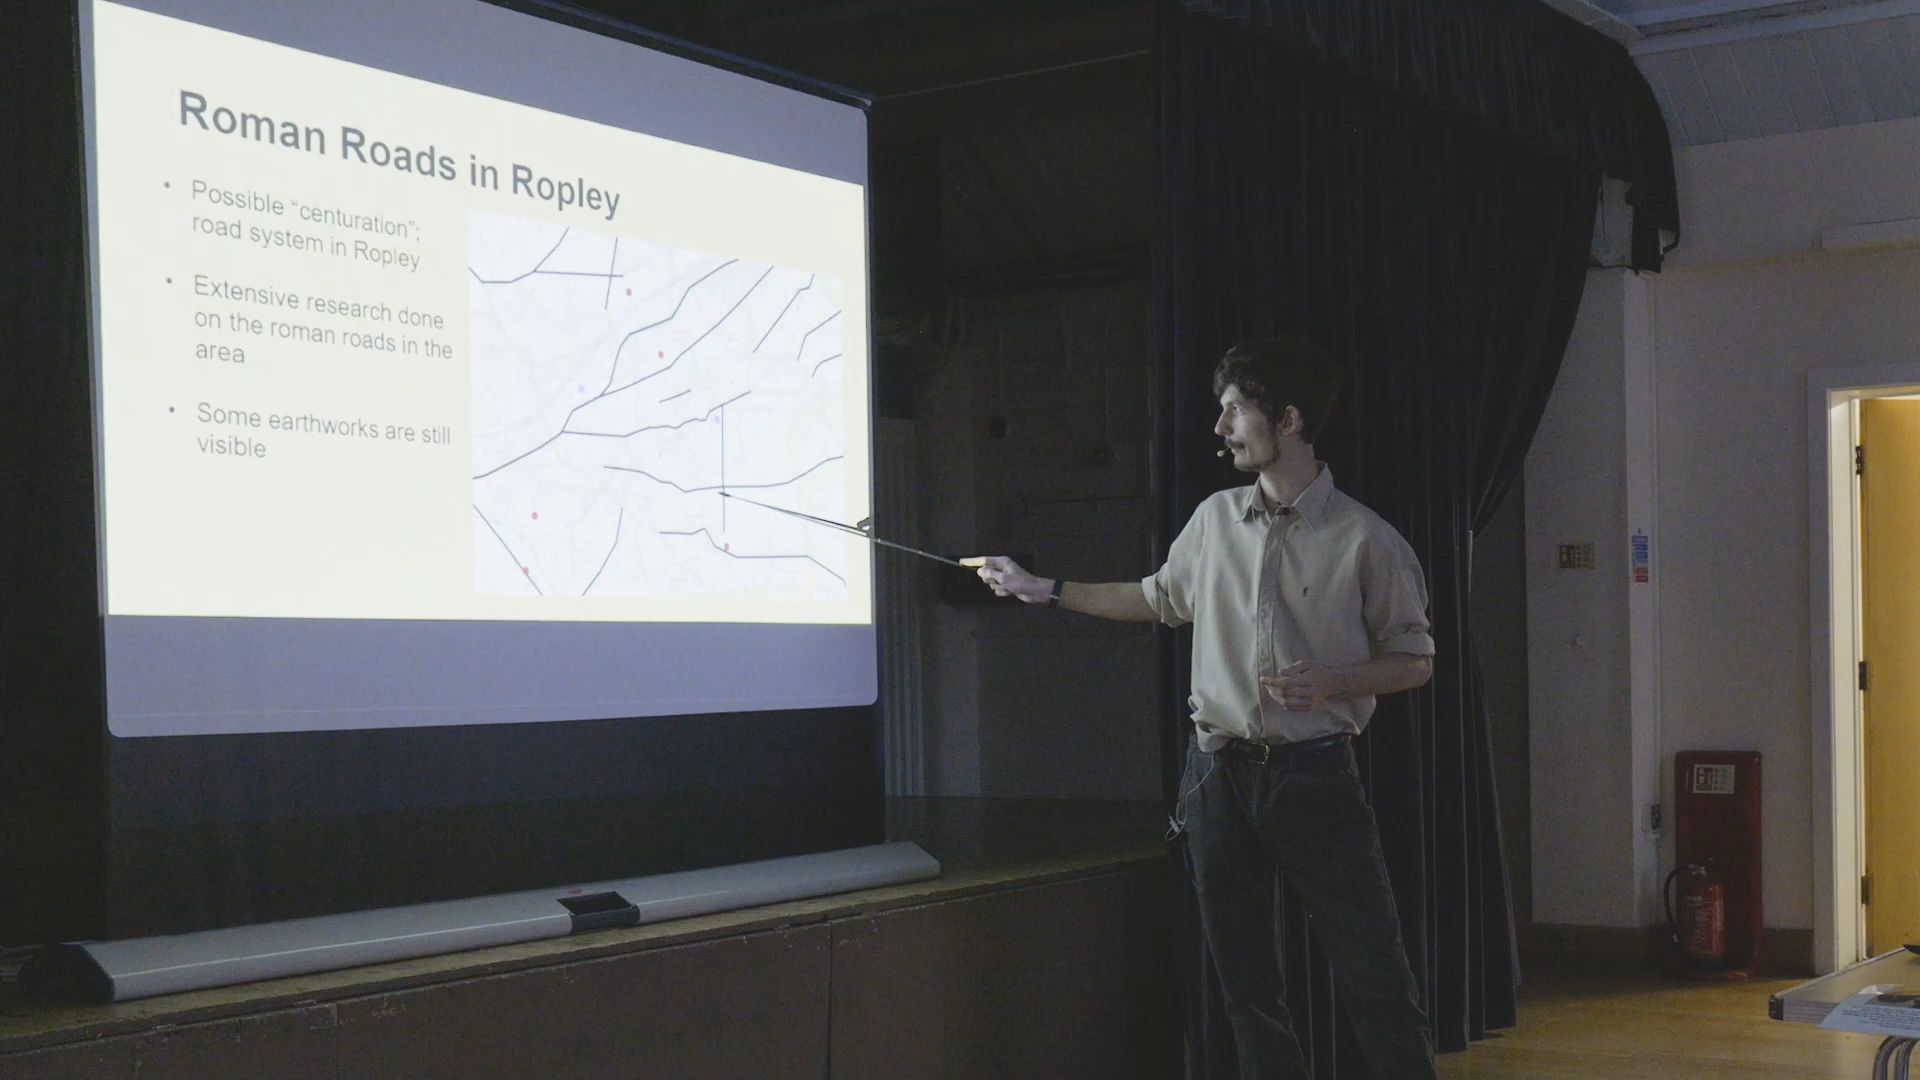 Roman Roads in Ropley
• Possible “centuration”;
road system in Ropley
• Extensive research done
on the roman roads in the
area
• Some earthworks are still
visible